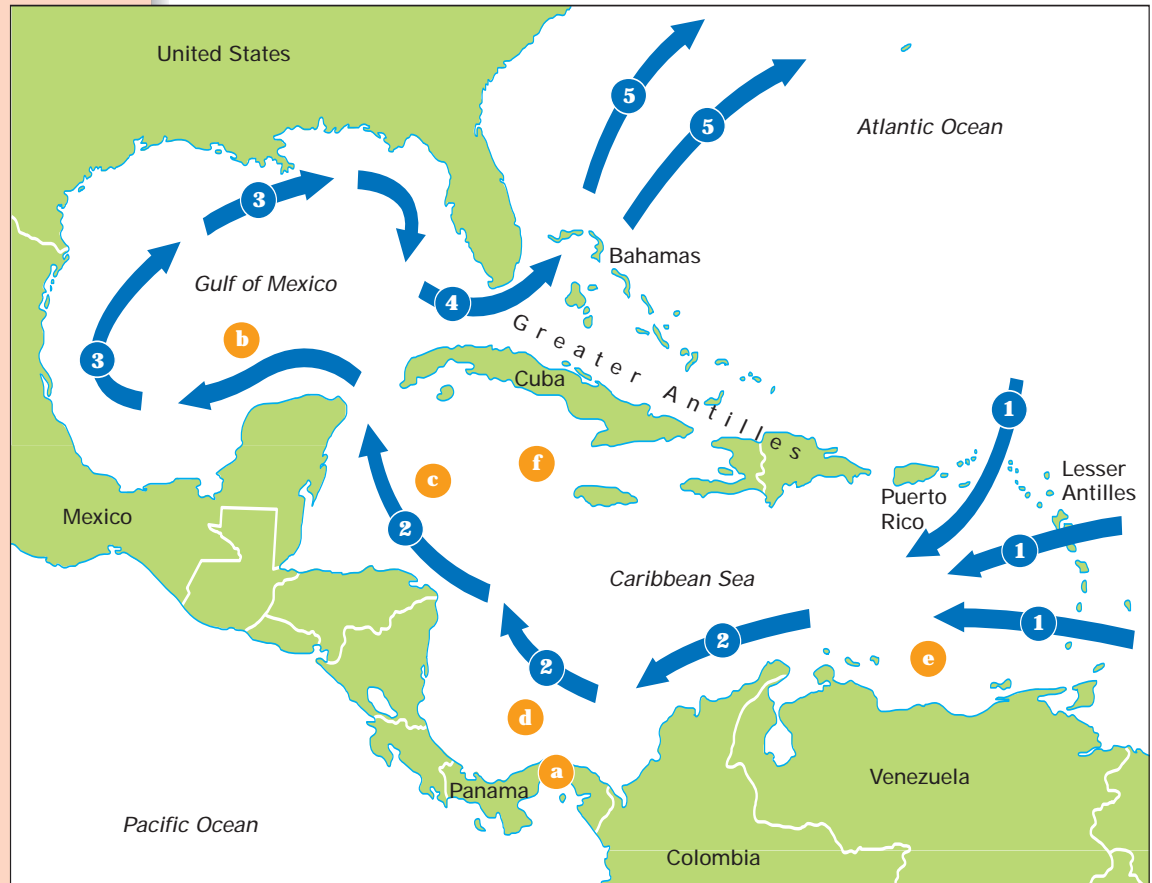 United States
5
5
Atlantic Ocean
3
Bahamas
Gulf of Mexico
4
b
3
Greater Antilles
Cuba
1
f
c
Lesser
Antilles
Puerto
Rico
Mexico
2
1
Caribbean Sea
1
2
e
2
d
a
Panama
Venezuela
Pacific Ocean
Colombia